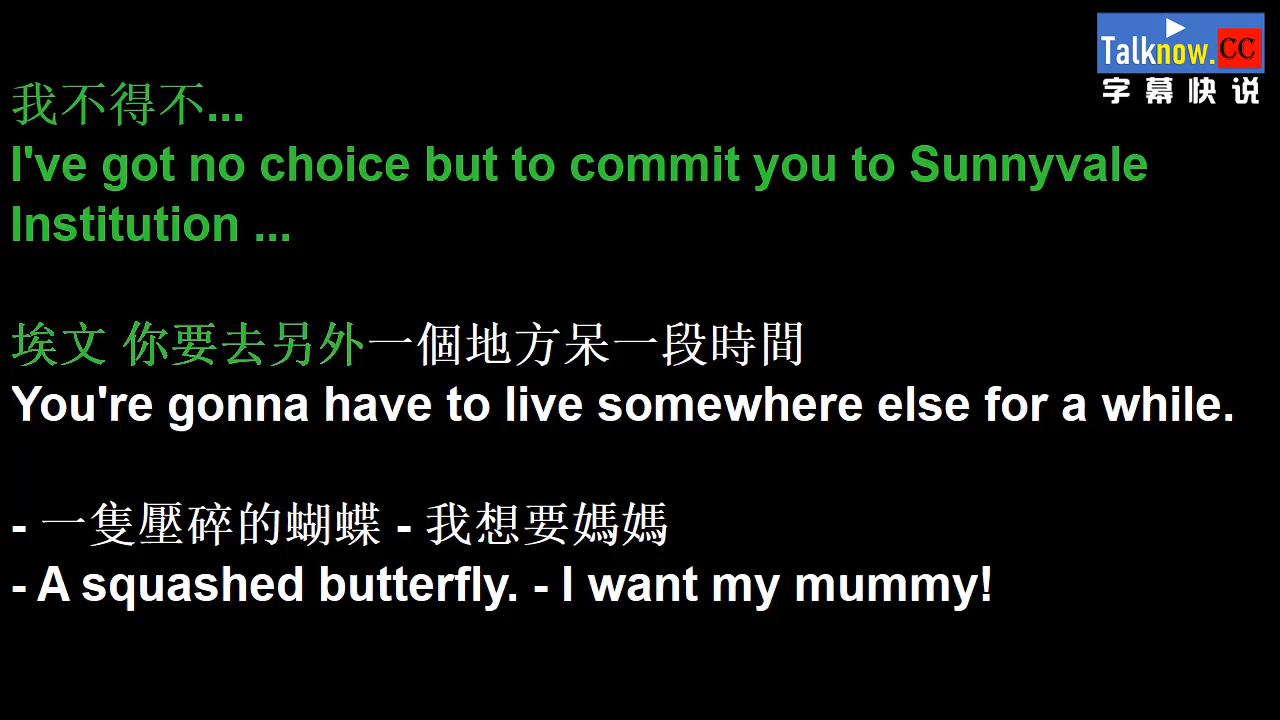 Talknow.CC
字幕快说
我不得不...
I've got no choice but to commit you to Sunnyvale
Institution ...
埃文 你要去另外一個地方呆一段時間
You're gonna have to live somewhere else for a while.
- 一隻壓碎的蝴蝶 - 我想要媽媽
- A squashed butterfly. - I want my mummy!